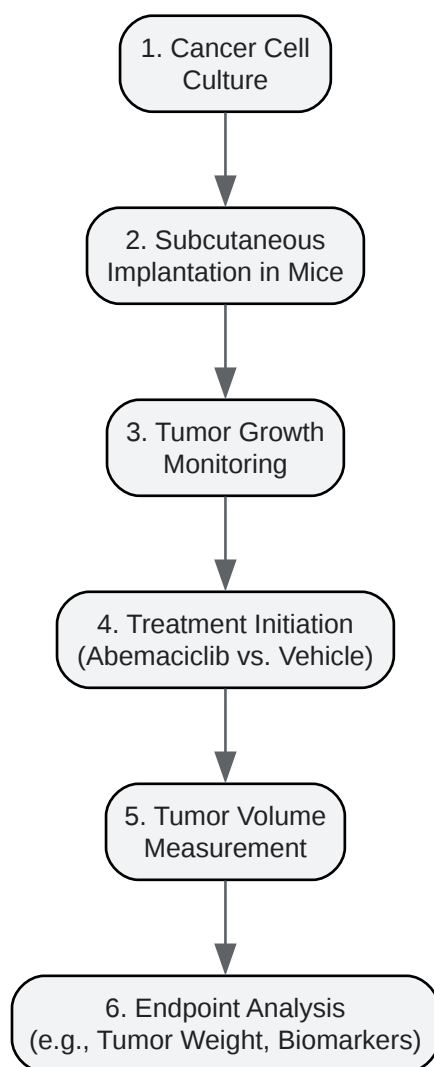 1. Cancer Cell
Culture
2. Subcutaneous
Implantation in Mice
3. Tumor Growth
Monitoring
4. Treatment Initiation
(Abemaciclib vs. Vehicle)
5. Tumor Volume
Measurement
6. Endpoint Analysis
(e.g., Tumor Weight, Biomarkers)